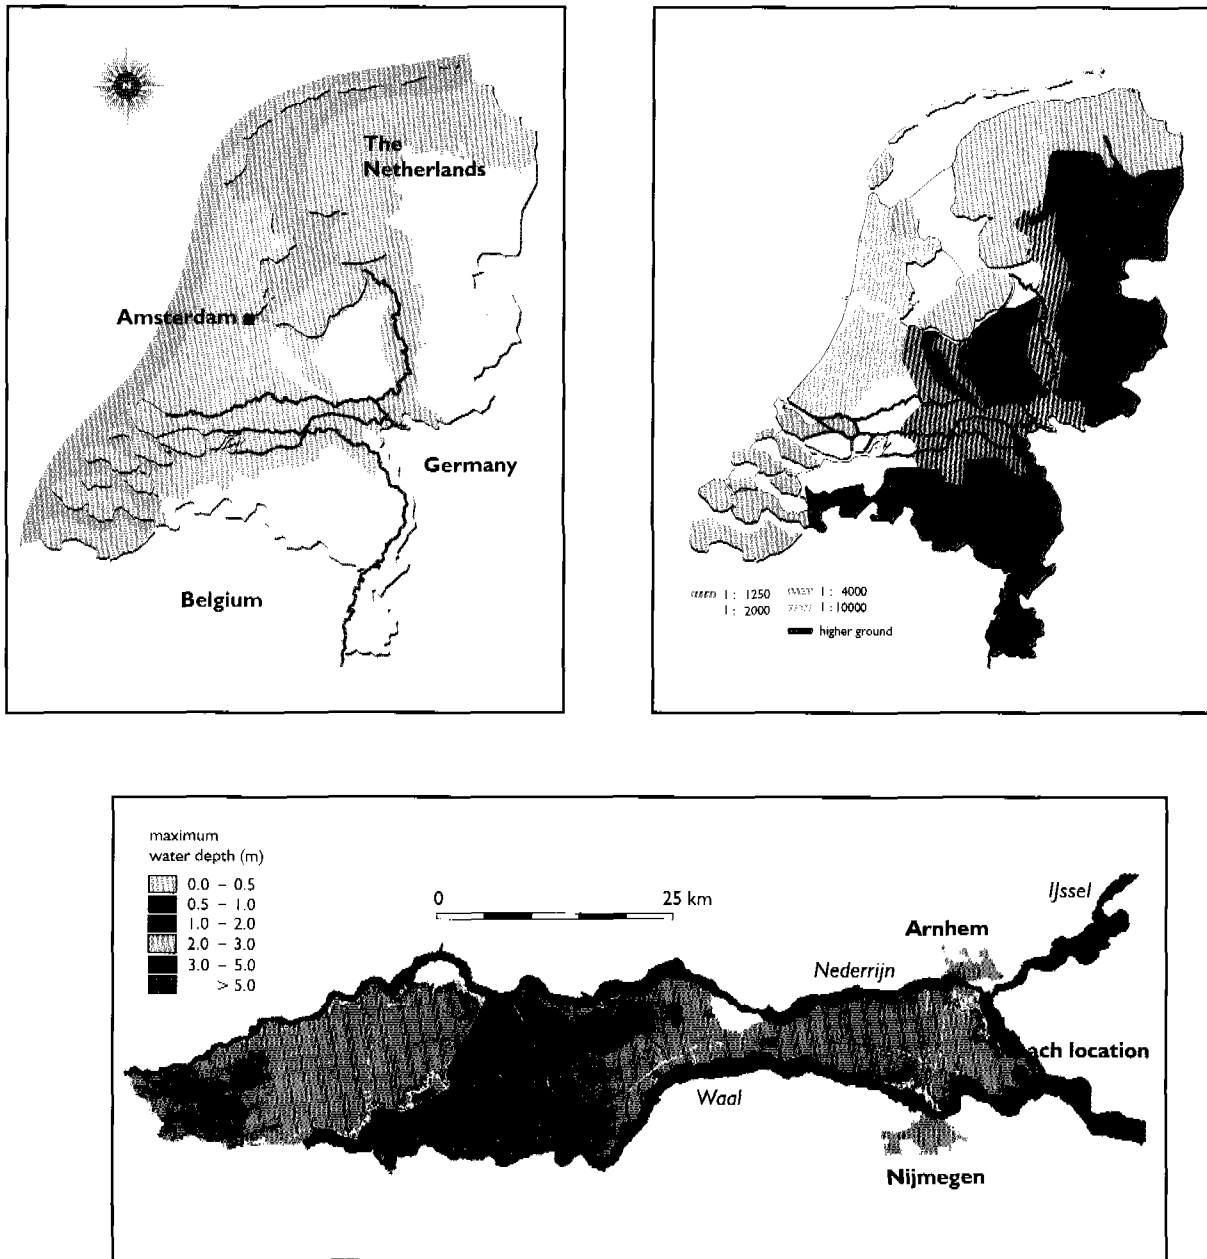 N
The
Netherlands
Amsterdam
Germany
Belgium
1 : 1250
1 : 2000
1 : 4000
1 : 10000
higher ground
maximum
water depth (m)
0.0 – 0.5
0.5 – 1.0
1.0 – 2.0
2.0 – 3.0
3.0 – 5.0
> 5.0
0 25 km
IJssel
Arnhem
Nederrijn
ach location
Waal
Nijmegen